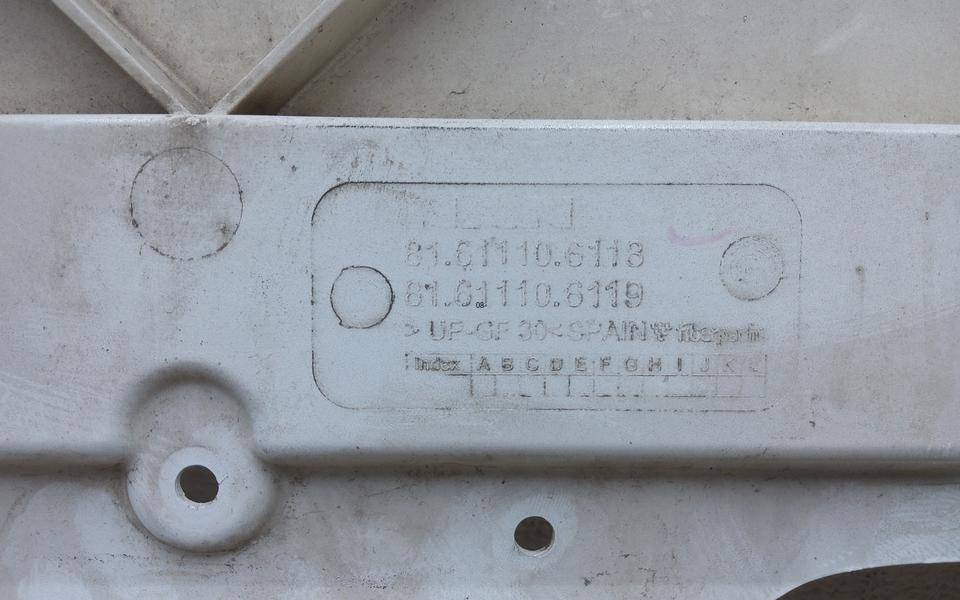 81.61110.6118
81.61110.6119
>UP-GF 30< SPAIN
Index A B C D E F G H I J K L